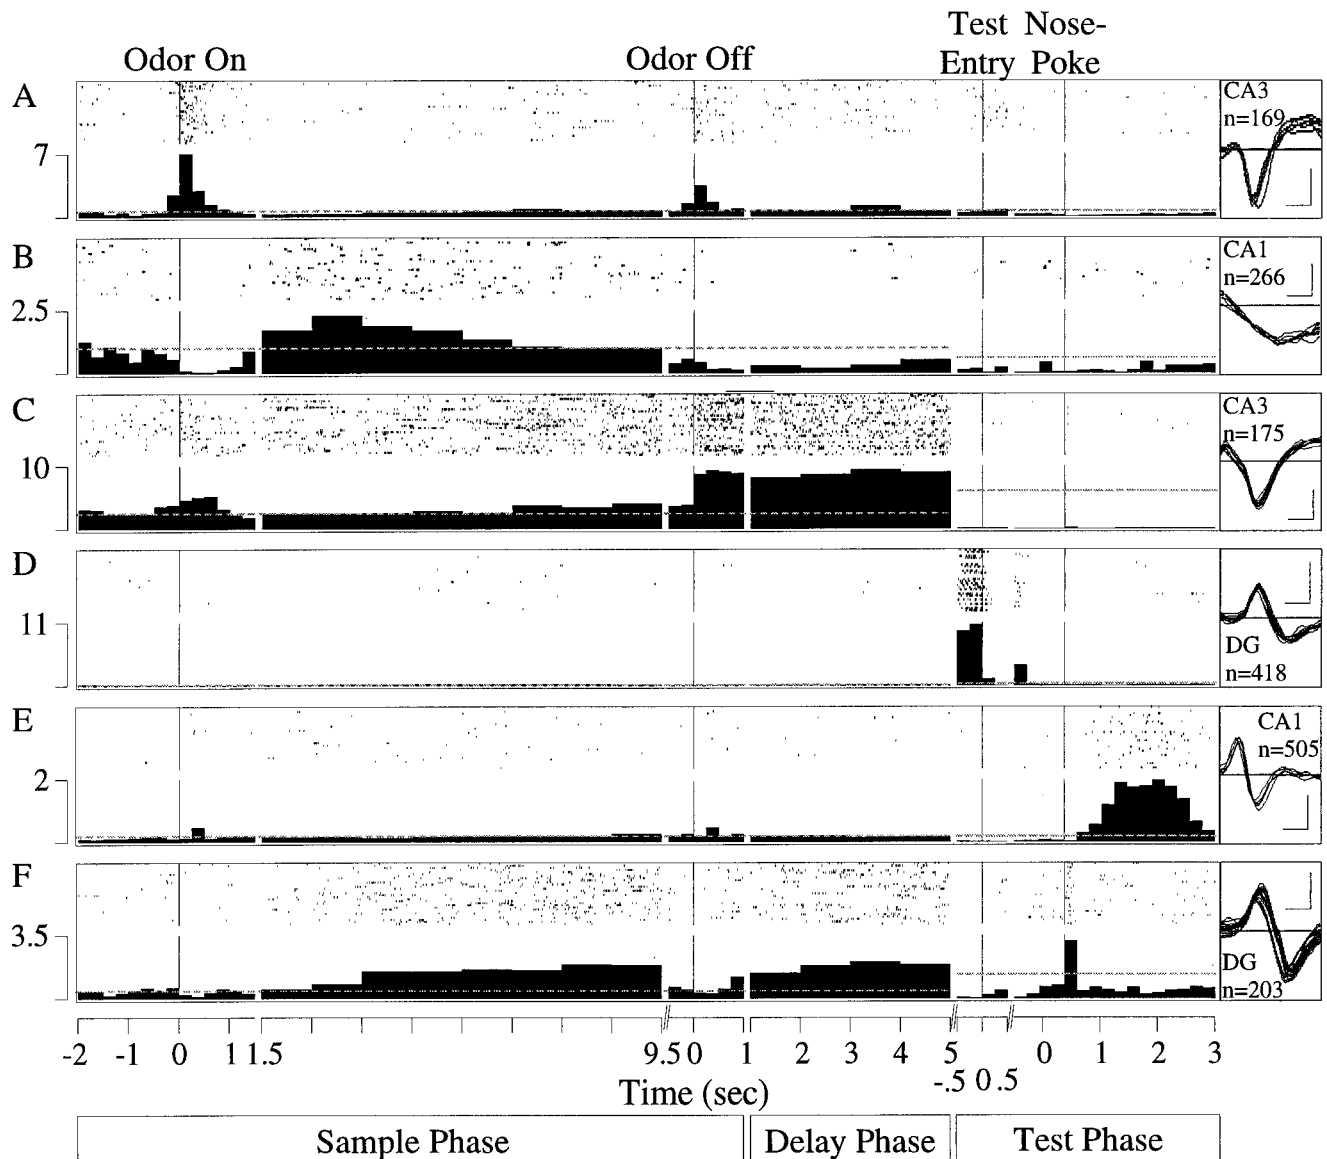 Test Nose-
Odor On Odor Off Entry Poke
A
CA3
n=169
7
B
CA1
n=266
2.5
C
CA3
n=175
10
D
11
DG
n=418
E
CA1
n=505
2
F
3.5
DG
n=203
-2 -1 0 1 1.5 9.5 0 1 2 3 4 5 -.5 0 .5 0 1 2 3
Time (sec)
Sample Phase Delay Phase Test Phase